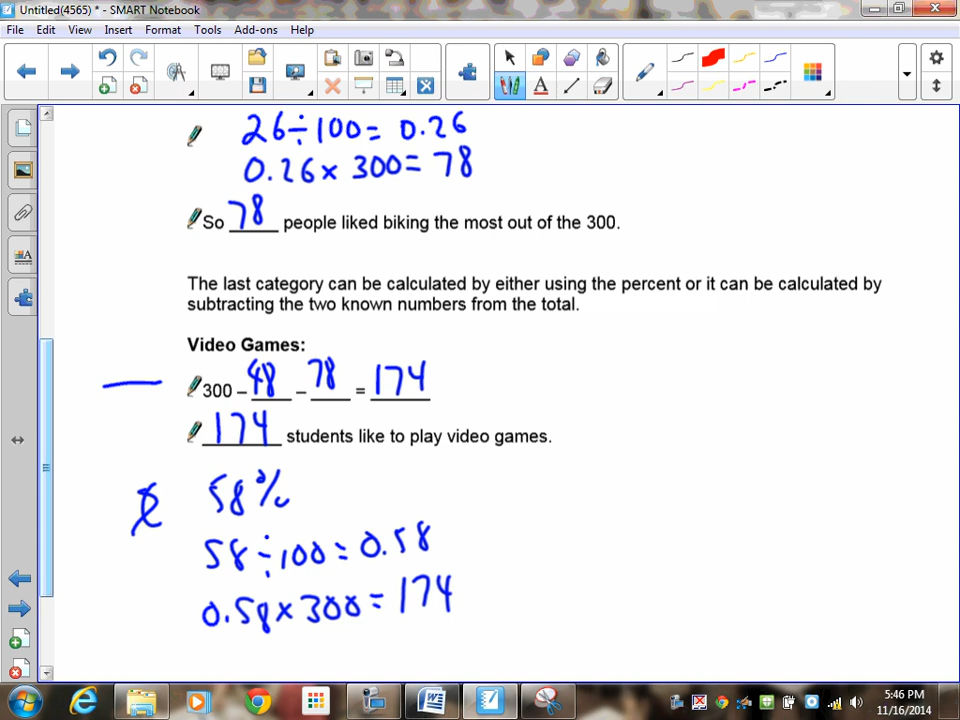 Untitled(4565) * - SMART Notebook
File Edit View Insert Format Tools Add-ons Help
26÷100= 0.26
0.26× 300= 78
So 78 people liked biking the most out of the 300.
The last category can be calculated by either using the percent or it can be calculated by
subtracting the two known numbers from the total.
Video Games:
300 – 48 – 78 = 174
174 students like to play video games.
58%
58÷100=0.58
0.58×300=174
5:46 PM
11/16/2014